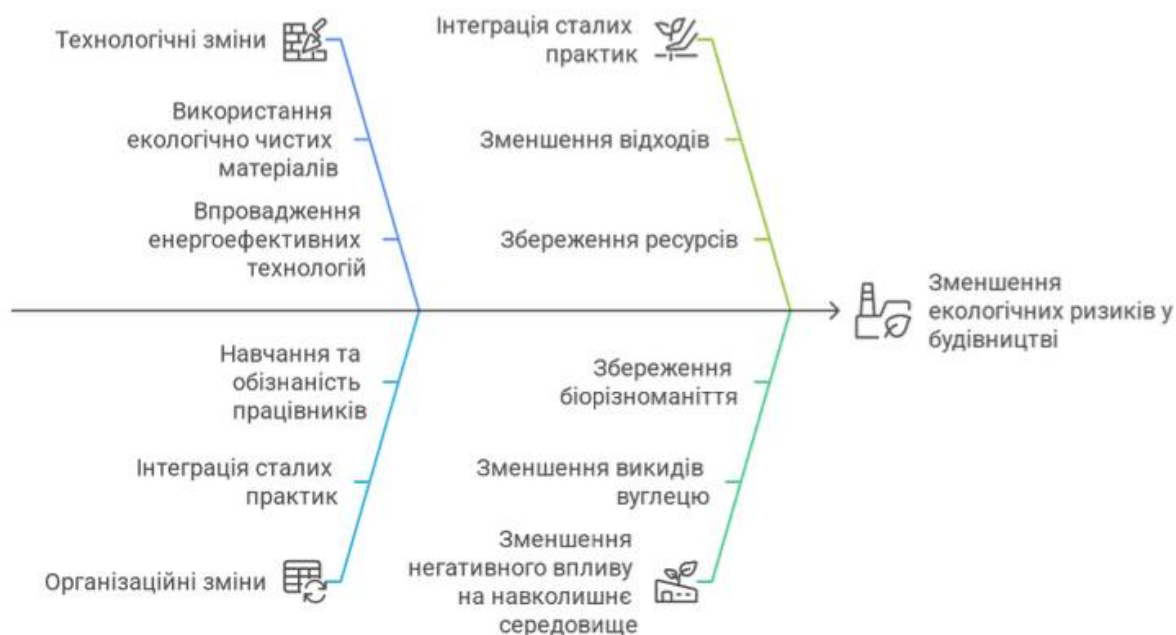 Технологічні зміни
Використання
екологічно чистих
матеріалів
Впровадження
енергоефективних
технологій
Інтеграція сталих
практик
Зменшення відходів
Збереження ресурсів
Зменшення
екологічних ризиків у
будівництві
Навчання та
обізнаність
працівників
Інтеграція сталих
практик
Організаційні зміни
Збереження
біорізноманіття
Зменшення викидів
вуглецю
Зменшення
негативного впливу
на навколишнє
середовище